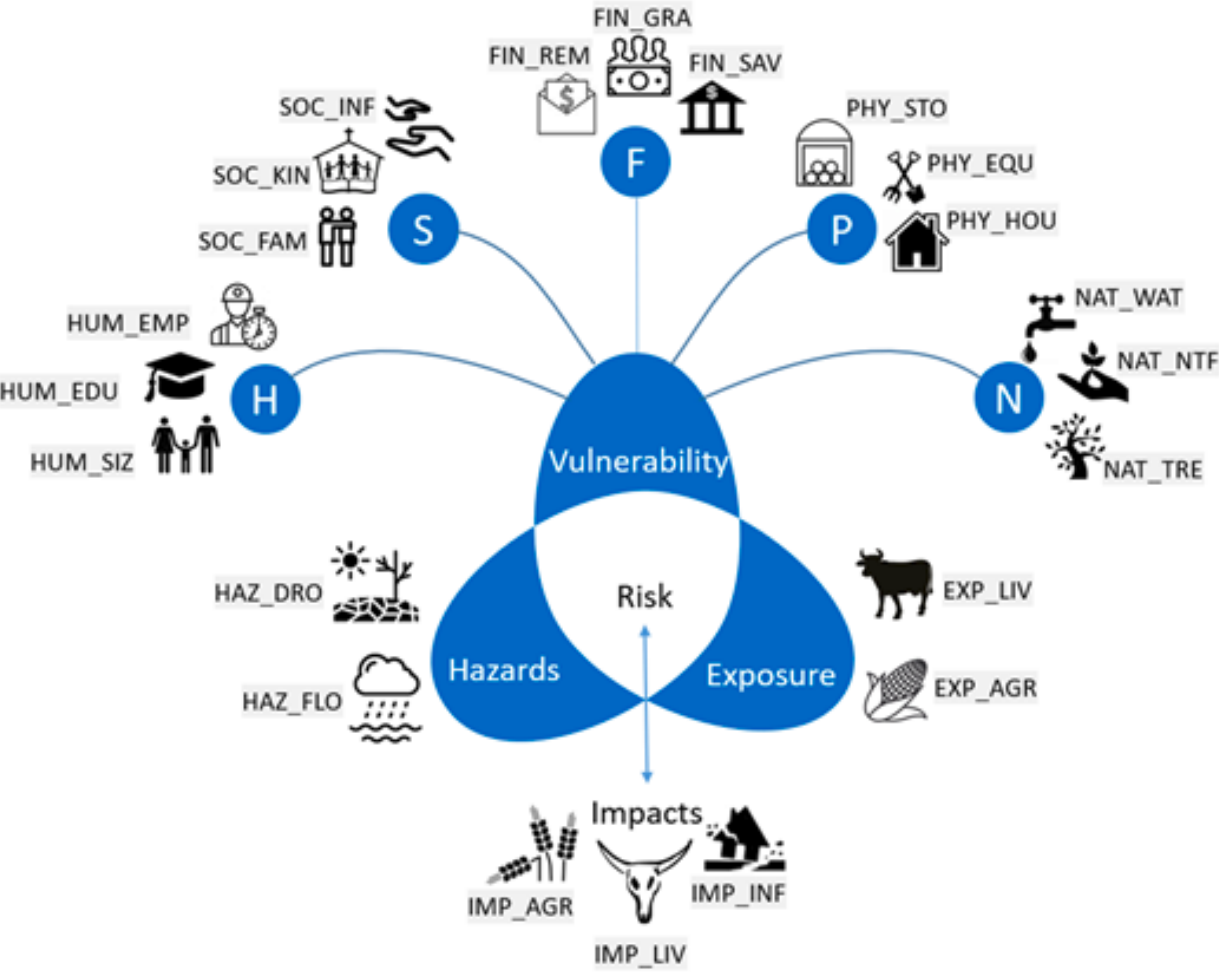 FIN_GRA
FIN_REM
FIN_SAV
SOC_INF
PHY_STO
SOC_KIN
PHY_EQU
SOC_FAM
S
F
P
PHY_HOU
HUM_EMP
NAT_WAT
HUM_EDU
H
N
NAT_NTF
HUM_SIZ
Vulnerability
NAT_TRE
HAZ_DRO
Risk
EXP_LIV
HAZ_FLO
Hazards
Exposure
EXP_AGR
Impacts
IMP_AGR
IMP_INF
IMP_LIV
$
$